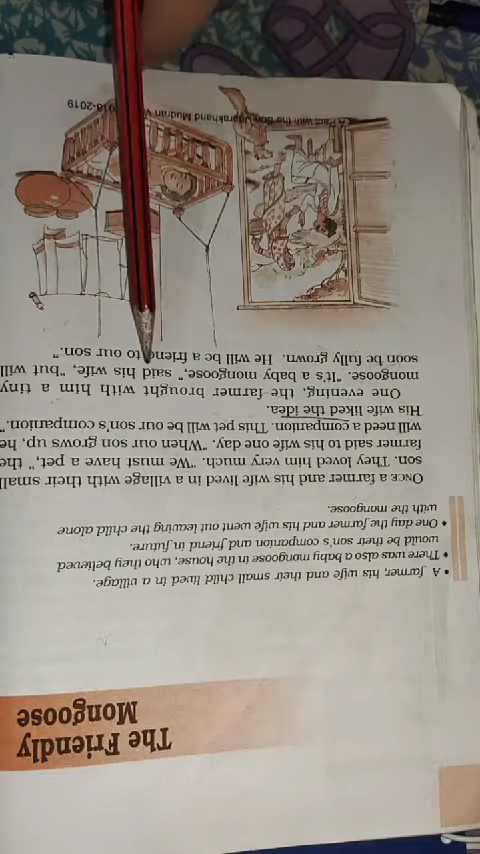 The Friendly
Mongoose
• A farmer, his wife and their small child lived in a village.
• There was also a baby mongoose in the house, who they believed
would be their son's companion and friend in future.
• One day the farmer and his wife went out leaving the child alone
with the mongoose.
ONCE a farmer and his wife lived in a village with their small
son. They loved him very much. "We must have a pet," the
farmer said to his wife one day. "When our son grows up, he
will need a companion. This pet will be our son's companion."
His wife liked the idea.
One evening, the farmer brought with him a tiny
mongoose. "It's a baby mongoose," said his wife, "but will
soon be fully grown. He will be a friend to our son."
A Pact with the Sun, Uttarakhand Mudran 2018-2019